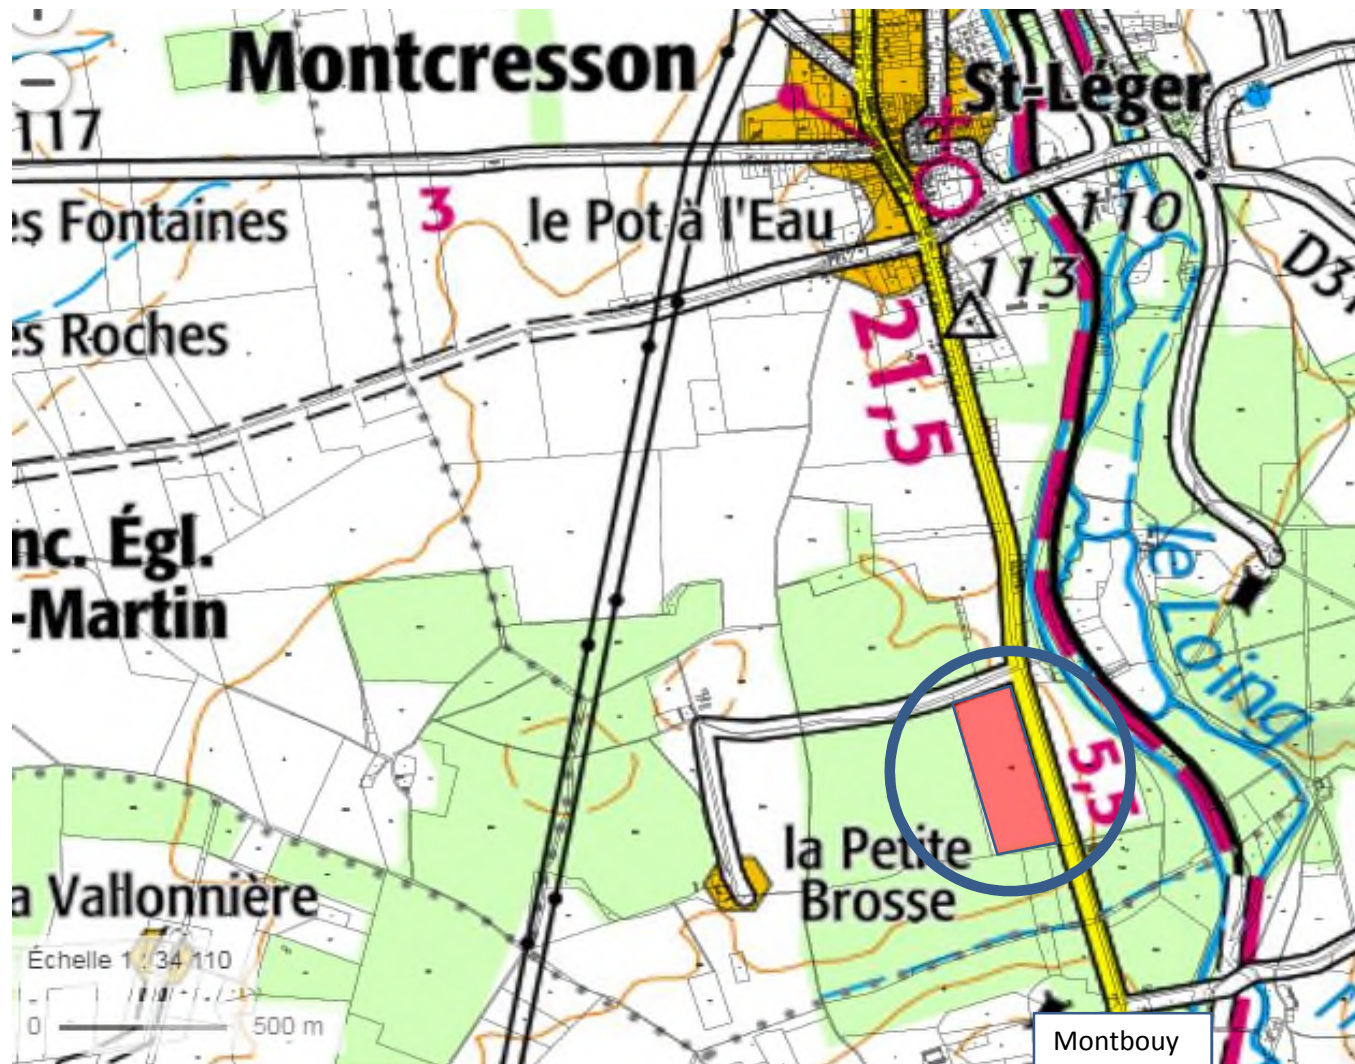 Montcresson
St-Léger
117
3
es Fontaines
le Pot à l'Eau
110
113
D31
es Roches
21,5
nc. Égl.
-Martin
le Loing
5,5
la Petite
Brosse
a Vallonnière
Échelle 1 : 34 110
0
500 m
Montbouy